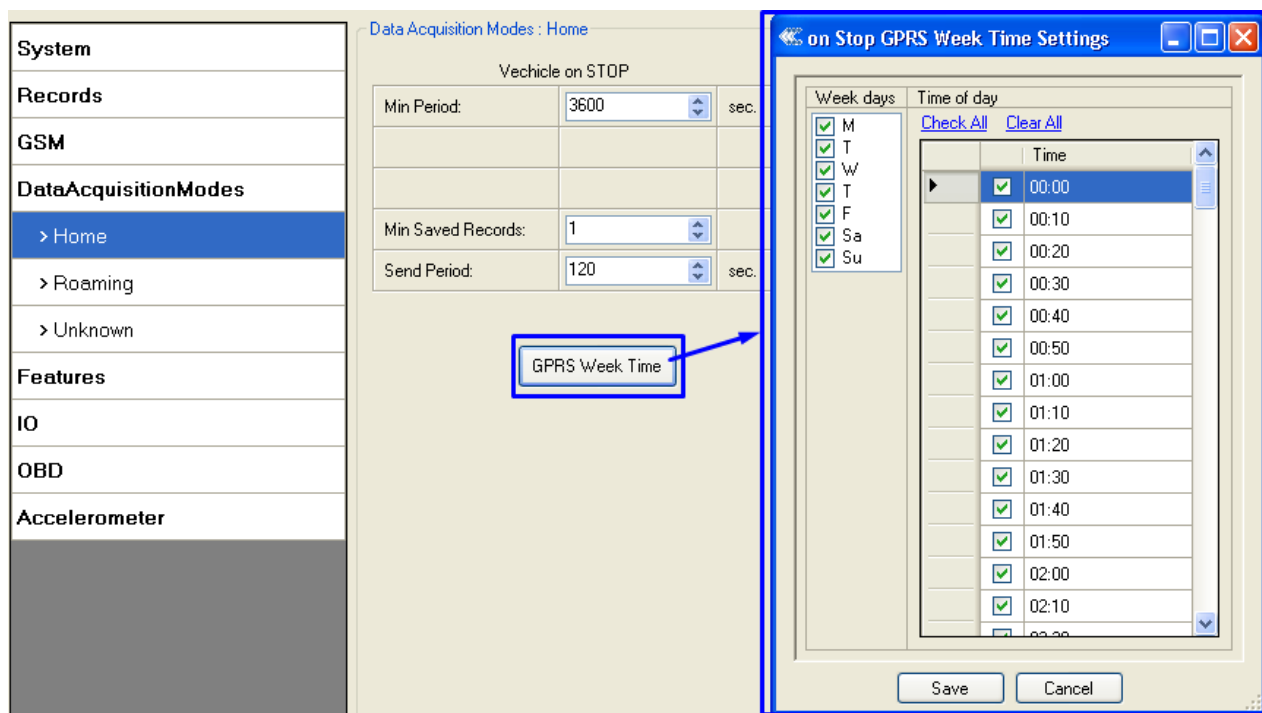 System
Records
GSM
DataAcquisitionModes
> Home
> Roaming
> Unknown
Features
IO
OBD
Accelerometer
Data Acquisition Modes : Home
Vechicle on STOP
Min Period: 3600 sec.
Min Saved Records: 1
Send Period: 120 sec.
GPRS Week Time
on Stop GPRS Week Time Settings
Week days
M
T
W
T
F
Sa
Su
Time of day
Check All Clear All
Time
00:00
00:10
00:20
00:30
00:40
00:50
01:00
01:10
01:20
01:30
01:40
01:50
02:00
02:10
Save Cancel